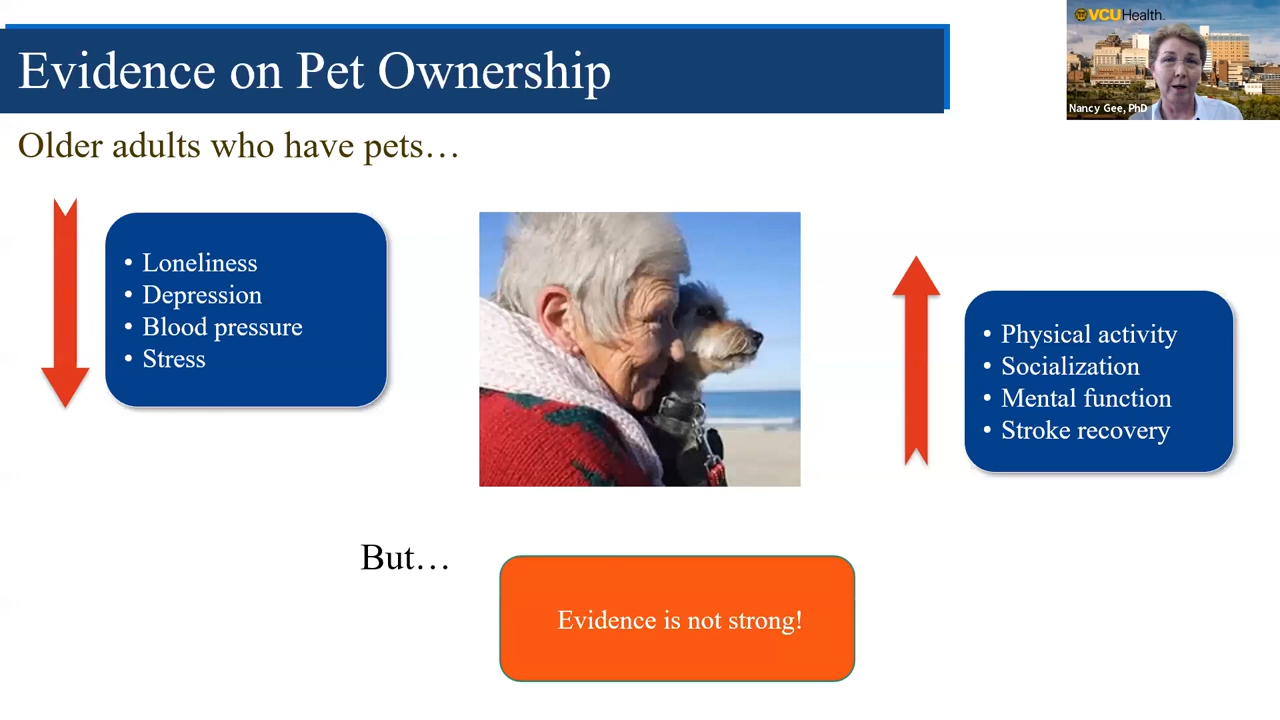 Evidence on Pet Ownership
VCUHealth.
Nancy Gee, PhD
Older adults who have pets…
• Loneliness
• Depression
• Blood pressure
• Stress
• Physical activity
• Socialization
• Mental function
• Stroke recovery
But…
Evidence is not strong!